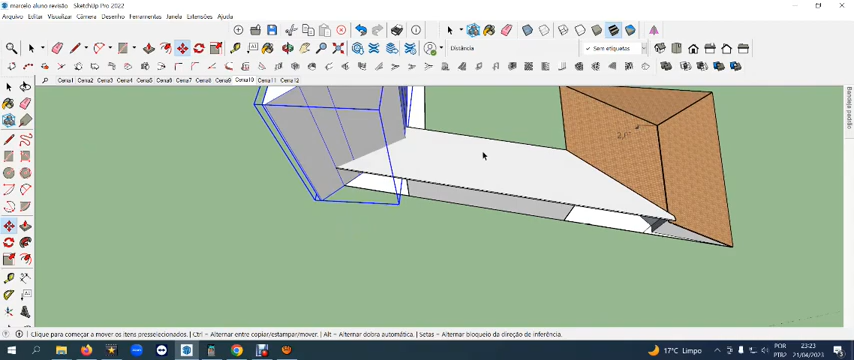 marcelo aluno revisão - SketchUp Pro 2022
Arquivo Editar Visualizar Câmera Desenho Ferramentas Janela Extensões Ajuda
Distância
Sem etiquetas
Cena1 Cena2 Cena3 Cena4 Cena5 Cena6 Cena7 Cena8 Cena9 Cena10 Cena11 Cena12
Bandeja padrão
Clique para começar a mover os itens presselecionados. | Ctrl = Alternar entre copiar/estampar/mover. | Alt = Alternar dobra automática. | Setas = Alternar bloqueio da direção de inferência.
17°C Limpo
POR
PTB2
23:23
21/04/2023